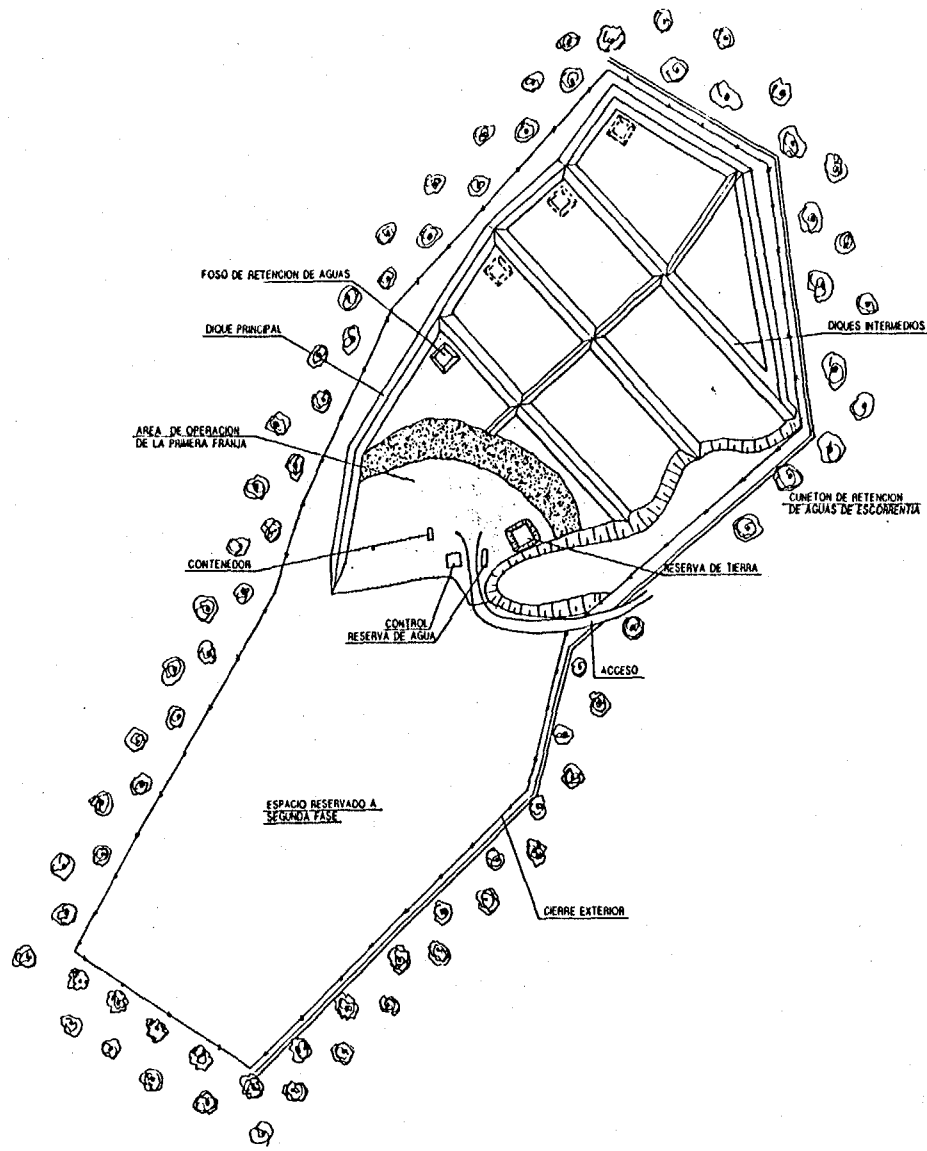 FOSO DE RETENCION DE AGUAS
DIQUE PRINCIPAL
DIQUES INTERMEDIOS
AREA DE OPERACION
DE LA PRIMERA FRANJA
CUNETON DE RETENCION
DE AGUAS DE ESCORRENTIA
CONTENEDOR
RESERVA DE TIERRA
CONTROL
RESERVA DE AGUA
ACCESO
ESPACIO RESERVADO A
SEGUNDA FASE
CIERRE EXTERIOR